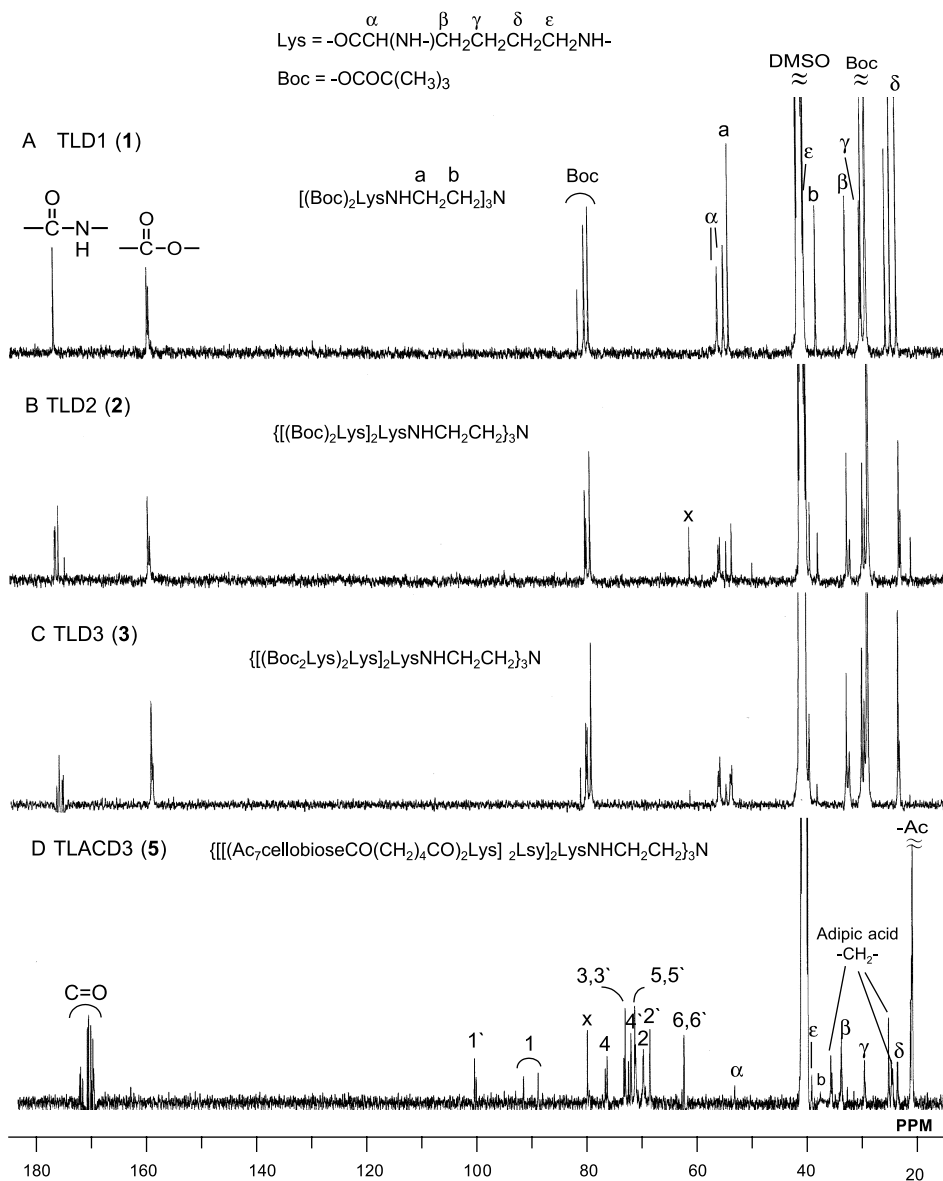 α β γ δ ε
Lys = -OCCH(NH-)CH₂CH₂CH₂CH₂NH-
Boc = -OCOC(CH₃)₃
DMSO
≈
Boc
≈
δ
A TLD1 (1)
a
ε
γ
a b
[(Boc)₂LysNHCH₂CH₂]₃N
Boc
b
β
O
C N
H
O
C O
α
B TLD2 (2)
{[(Boc)₂Lys]₂LysNHCH₂CH₂}₃N
x
C TLD3 (3)
{[(Boc₂Lys)₂Lys]₂LysNHCH₂CH₂}₃N
-Ac
≈
D TLACD3 (5) {[[(Ac₇cellobioseCO(CH₂)₄CO)₂Lys] ₂Lsy]₂LysNHCH₂CH₂}₃N
Adipic acid
-CH₂-
C=O
3,3` 5,5`
1` 1 x 4 4` 2 2` 6,6` α ε b β γ δ
PPM
180 160 140 120 100 80 60 40 20